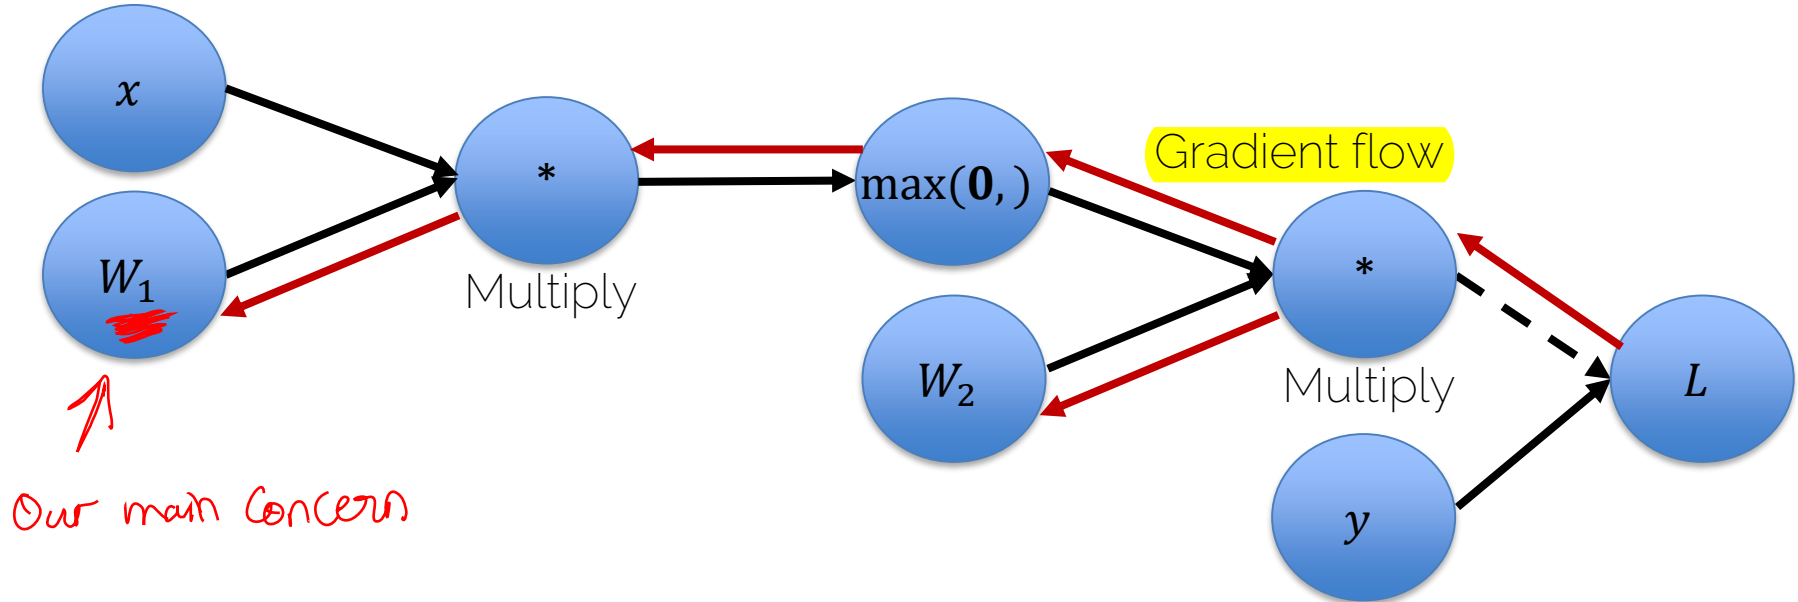 x
W₁
*
Multiply
max(0,)
W₂
Gradient flow
*
Multiply
y
L
Our main Concern